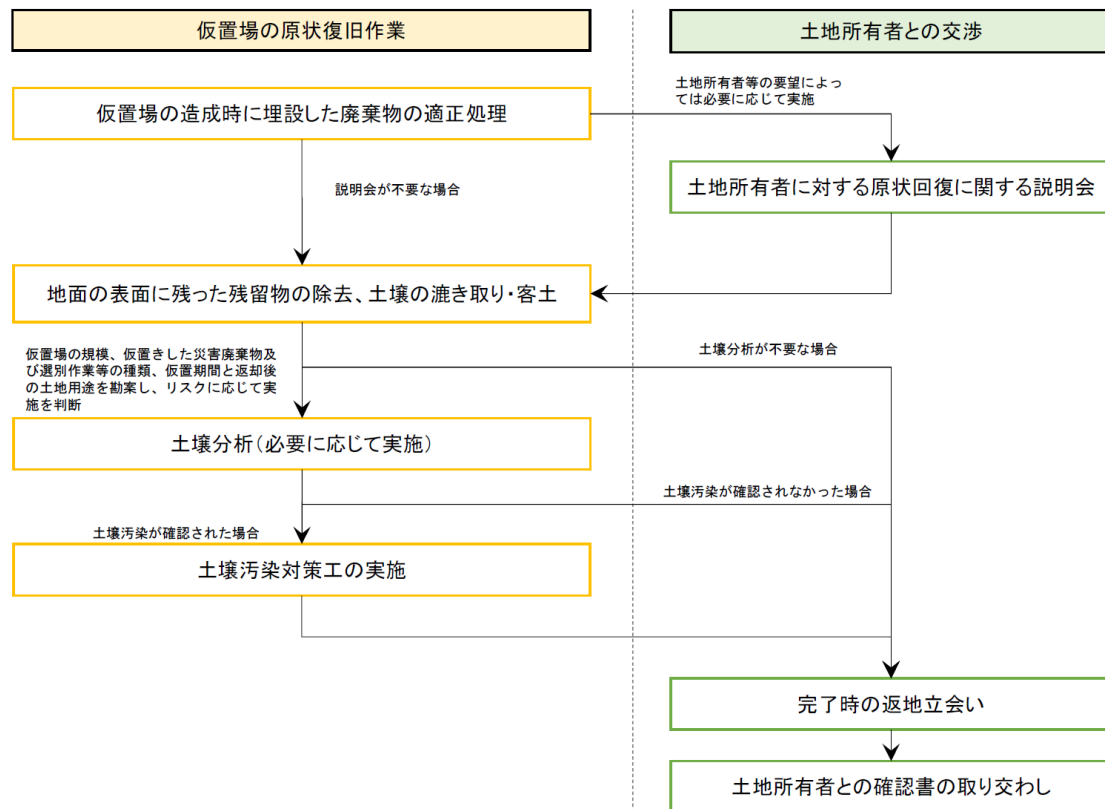 仮置場の原状復旧作業
土地所有者との交渉
仮置場の造成時に埋設した廃棄物の適正処理
土地所有者等の要望によっ
ては必要に応じて実施
説明会が不要な場合
土地所有者に対する原状回復に関する説明会
地面の表面に残った残留物の除去、土壌の漉き取り・客土
仮置場の規模、仮置きした災害廃棄物及
び選別作業等の種類、仮置期間と返却後
の土地用途を勘案し、リスクに応じて実
施を判断
土壌分析が不要な場合
土壌分析(必要に応じて実施)
土壌汚染が確認されなかった場合
土壌汚染が確認された場合
土壌汚染対策工の実施
完了時の返地立会い
土地所有者との確認書の取り交わし